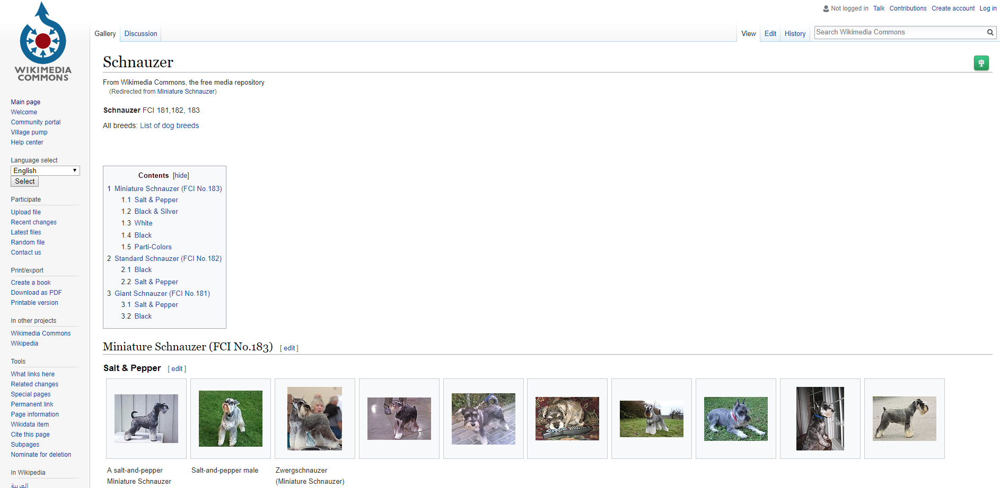 WIKIMEDIA
COMMONS
Not logged in Talk Contributions Create account Log in
Gallery Discussion View Edit History Search Wikimedia Commons
Schnauzer
From Wikimedia Commons, the free media repository
(Redirected from Miniature Schnauzer)
Schnauzer FCI 181,182, 183
All breeds: List of dog breeds
Contents [hide]
1 Miniature Schnauzer (FCI No.183)
1.1 Salt & Pepper
1.2 Black & Silver
1.3 White
1.4 Black
1.5 Parti-Colors
2 Standard Schnauzer (FCI No.182)
2.1 Black
2.2 Salt & Pepper
3 Giant Schnauzer (FCI No.181)
3.1 Salt & Pepper
3.2 Black
Miniature Schnauzer (FCI No.183) [ edit ]
Salt & Pepper [ edit ]
A salt-and-pepper
Miniature Schnauzer
Salt-and-pepper male
Zwergschnauzer
(Miniature Schnauzer)
Main page
Welcome
Community portal
Village pump
Help center
Language select
English
Select
Participate
Upload file
Recent changes
Latest files
Random file
Contact us
Print/export
Create a book
Download as PDF
Printable version
In other projects
Wikimedia Commons
Wikipedia
Tools
What links here
Related changes
Special pages
Permanent link
Page information
Wikidata item
Cite this page
Subpages
Nominate for deletion
In Wikipedia
العربية